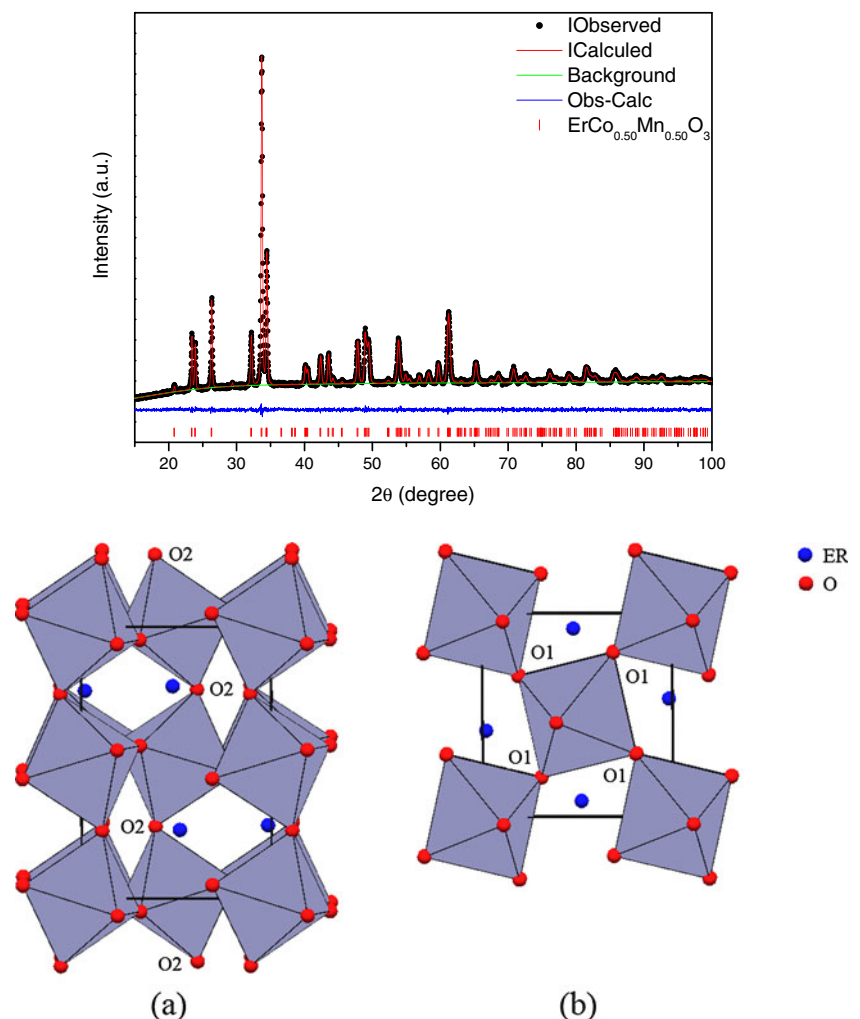 IObserved
ICalculed
Background
Obs-Calc
ErCo0.50Mn0.50O3
Intensity (a.u.)
20 30 40 50 60 70 80 90 100
2θ (degree)
O2
O2
O2
O2
(a)
O1
O1
O1
O1
(b)
ER
O